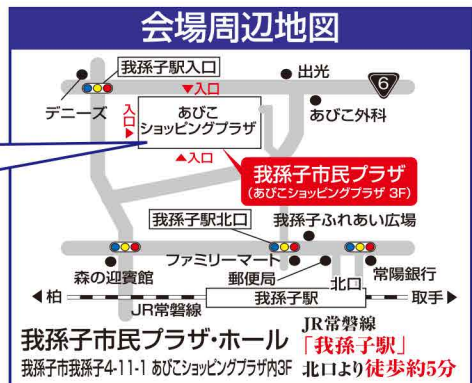 会場周辺地図
我孫子駅入口
出光
6
デニーズ
入口
入口
あびこ
ショッピングプラザ
あびこ外科
入口
我孫子市民プラザ
(あびこショッピングプラザ 3F)
我孫子駅北口
我孫子ふれあい広場
森の迎賓館
ファミリーマート
郵便局
北口
常陽銀行
柏
JR常磐線
我孫子駅
取手
我孫子市民プラザ・ホール
我孫子市我孫子4-11-1 あびこショッピングプラザ内3F
JR常磐線
「我孫子駅」
北口より徒歩約5分